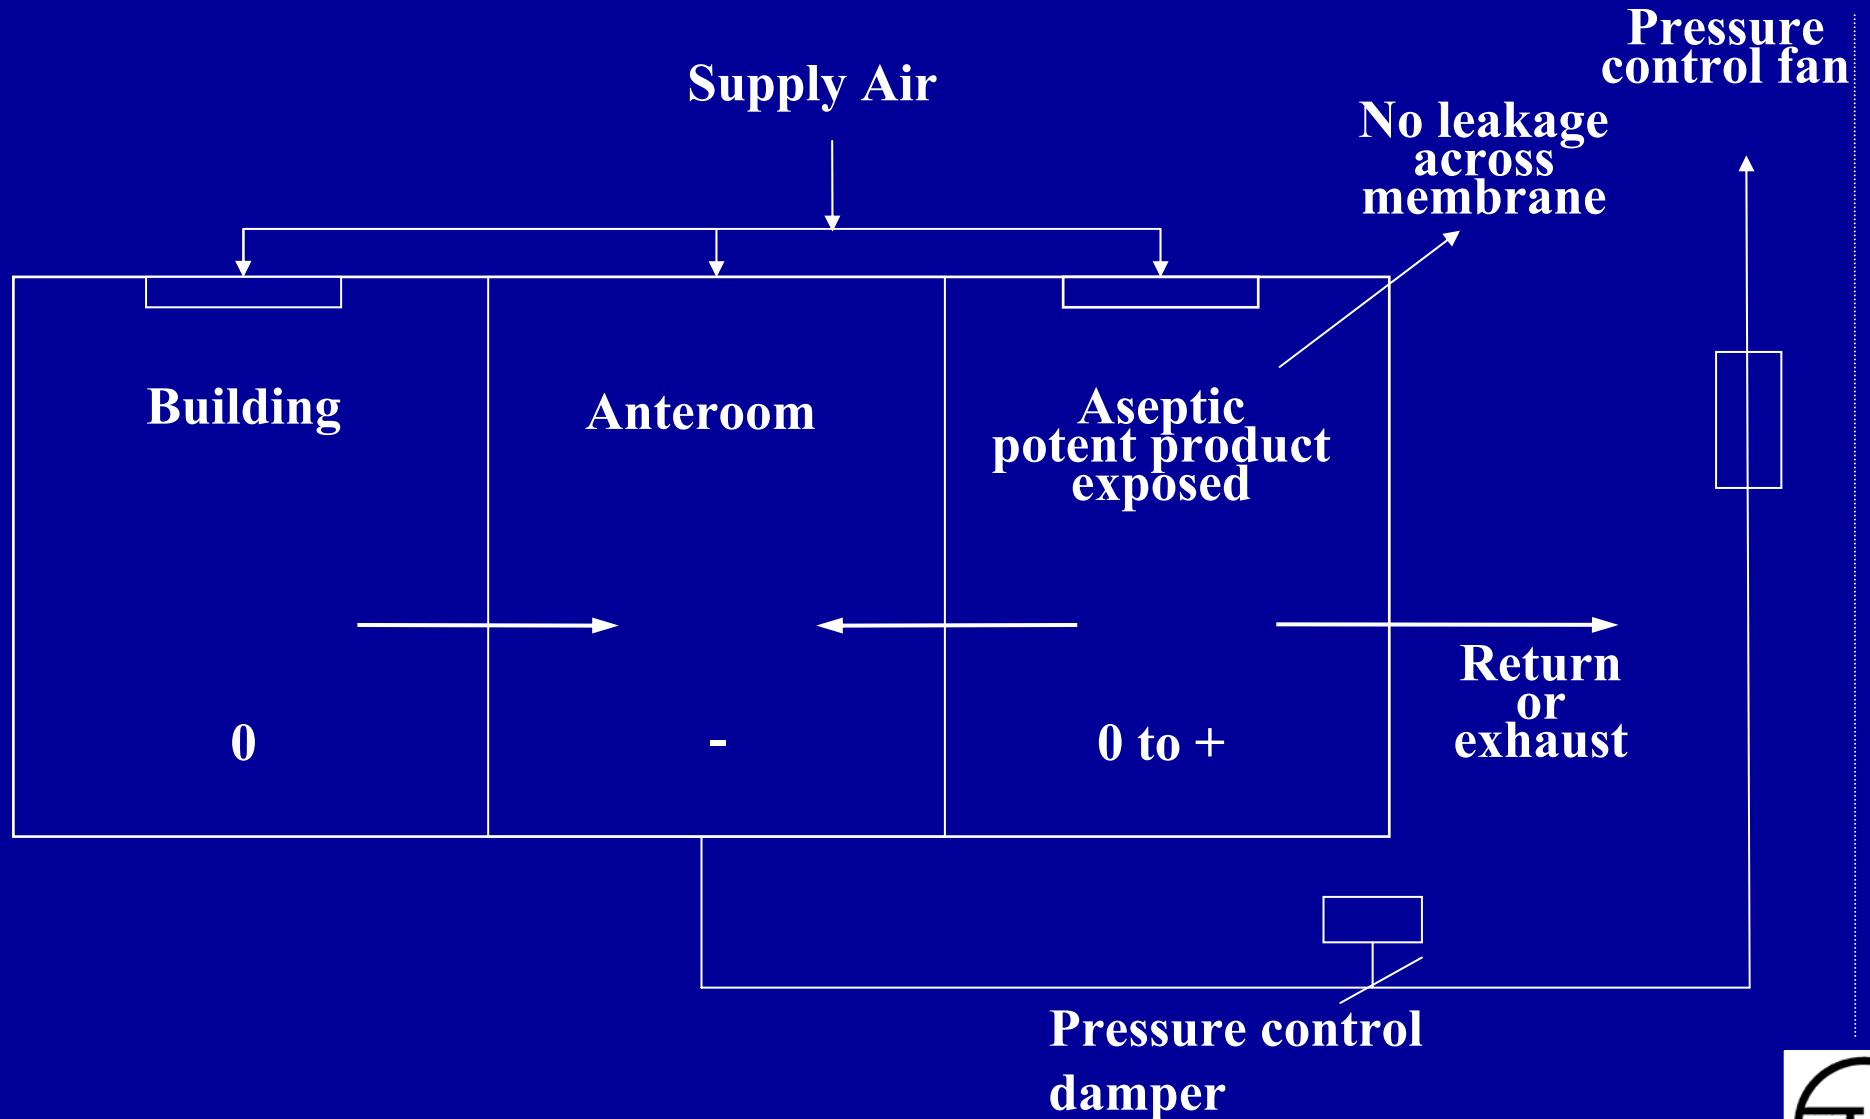 Pressure
control fan
Supply Air
No leakage
across
membrane
Building
Anteroom
Aseptic
potent product
exposed
Return
or
exhaust
0
-
0 to +
Pressure control
damper